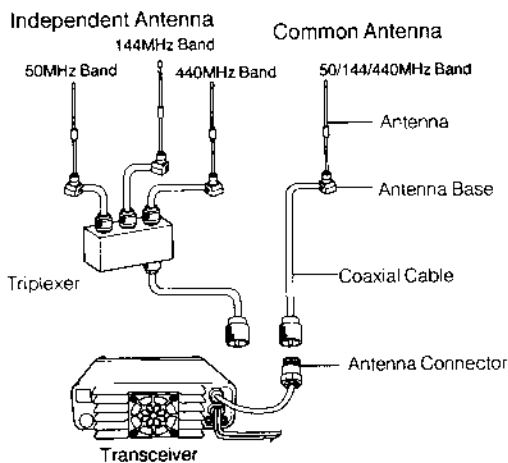 Independent Antenna
Common Antenna
144MHz Band
50MHz Band
440MHz Band
50/144/440MHz Band
Antenna
Antenna Base
Triplexer
Coaxial Cable
Antenna Connector
Transceiver